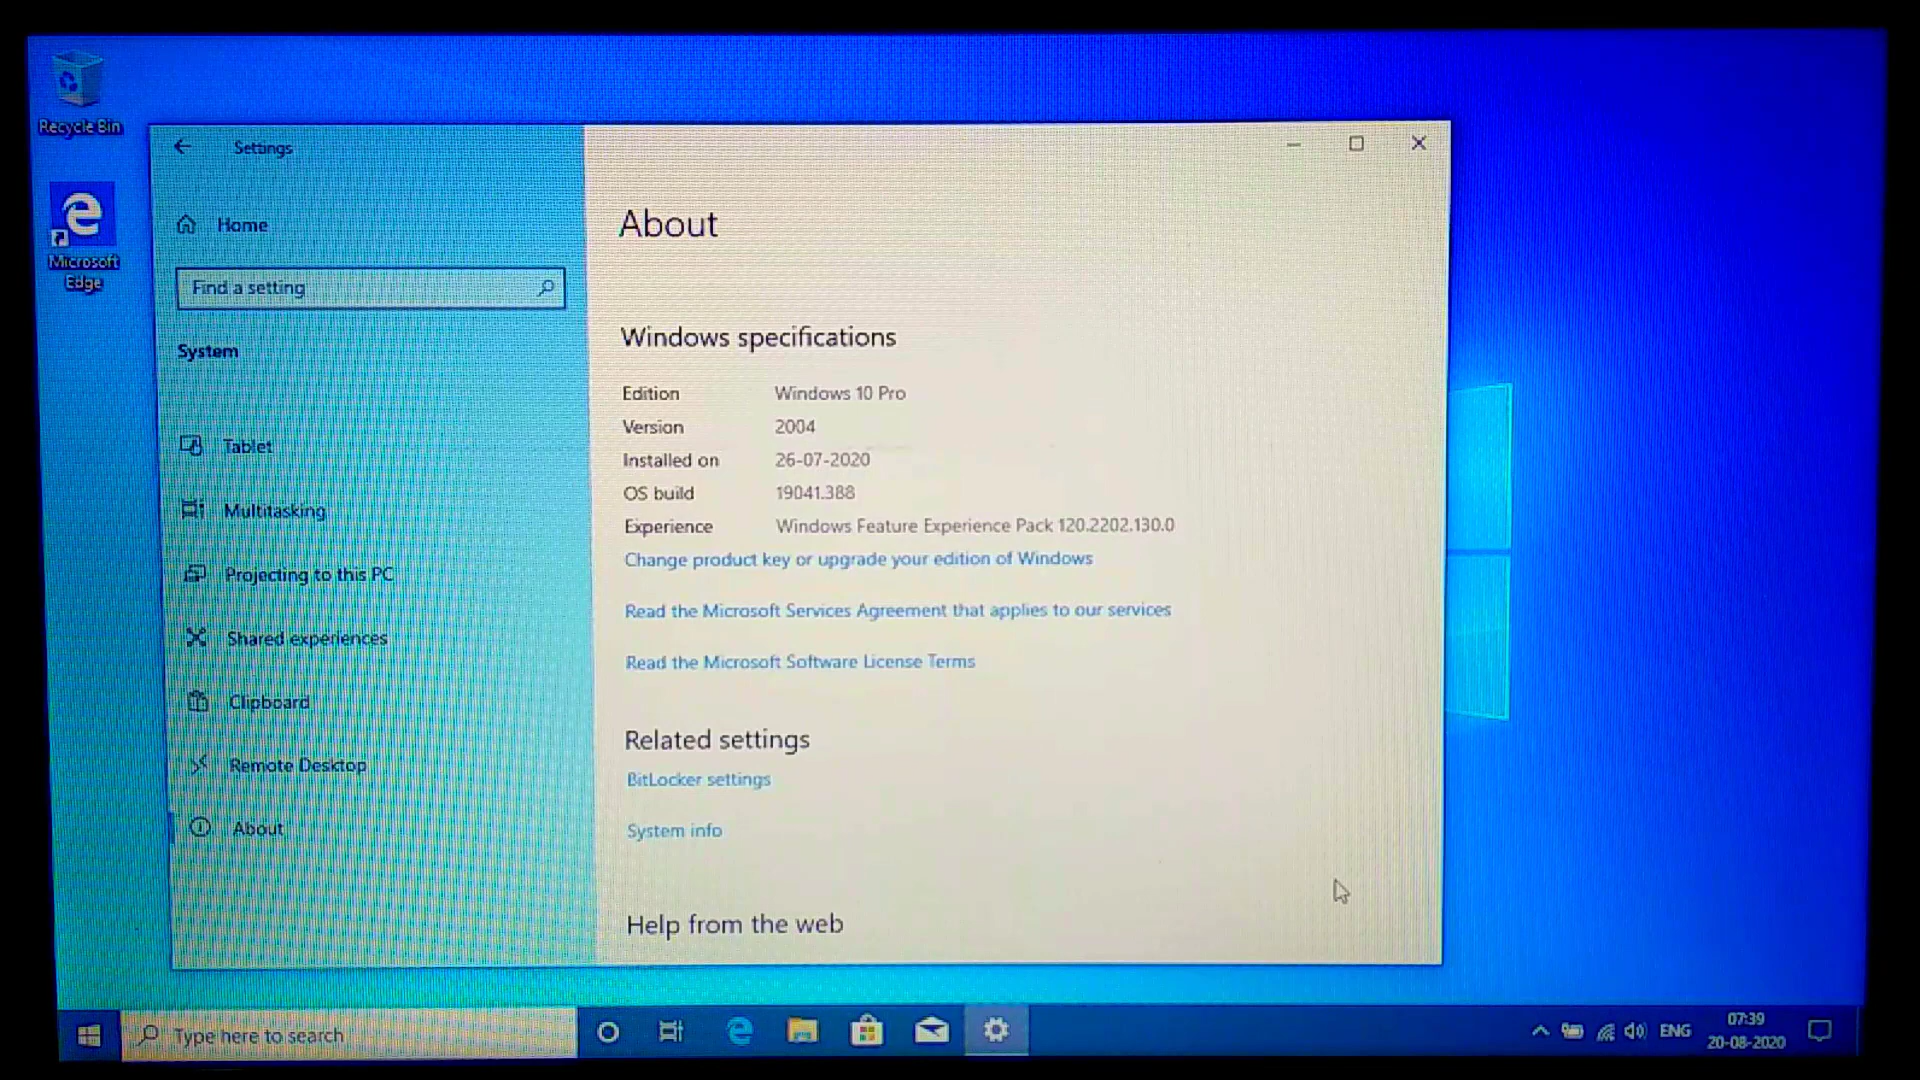 Recycle Bin
Microsoft
Edge
Settings
Home
Find a setting
System
Tablet
Multitasking
Projecting to this PC
Shared experiences
Clipboard
Remote Desktop
About
About
Windows specifications
Edition Windows 10 Pro
Version 2004
Installed on 26-07-2020
OS build 19041.388
Experience Windows Feature Experience Pack 120.2202.130.0
Change product key or upgrade your edition of Windows
Read the Microsoft Services Agreement that applies to our services
Read the Microsoft Software License Terms
Related settings
BitLocker settings
System info
Help from the web
Type here to search
ENG
07:39
20-08-2020